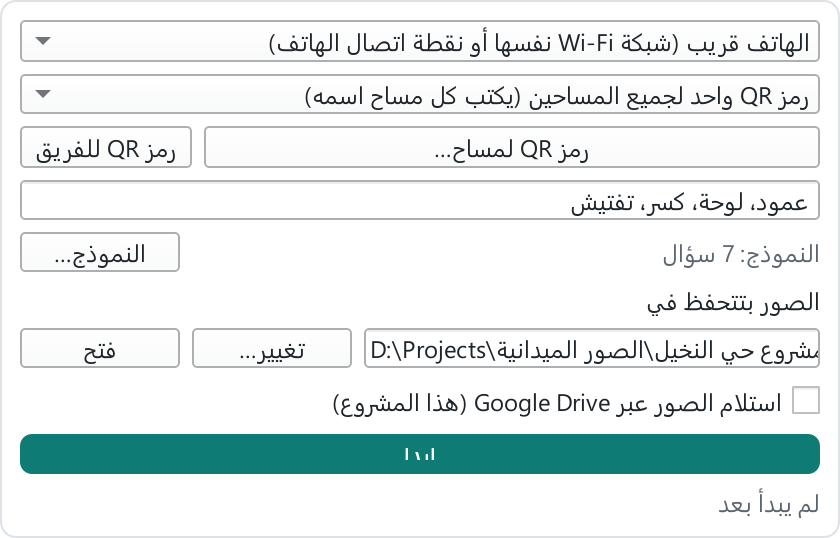 الهاتف قريب (شبكة Wi-Fi نفسها أو نقطة اتصال الهاتف)
رمز QR واحد لجميع المساحين (يكتب كل مساح اسمه)
رمز QR لمساح... رمز QR للفريق
عمود، لوحة، كسر، تفتيش
النموذج: 7 سؤال النموذج...
الصور بتتحفظ في
D:\Projects\مشروع حي النخيل\الصور الميدانية تغيير... فتح
استلام الصور عبر Google Drive (هذا المشروع)
لم يبدأ بعد